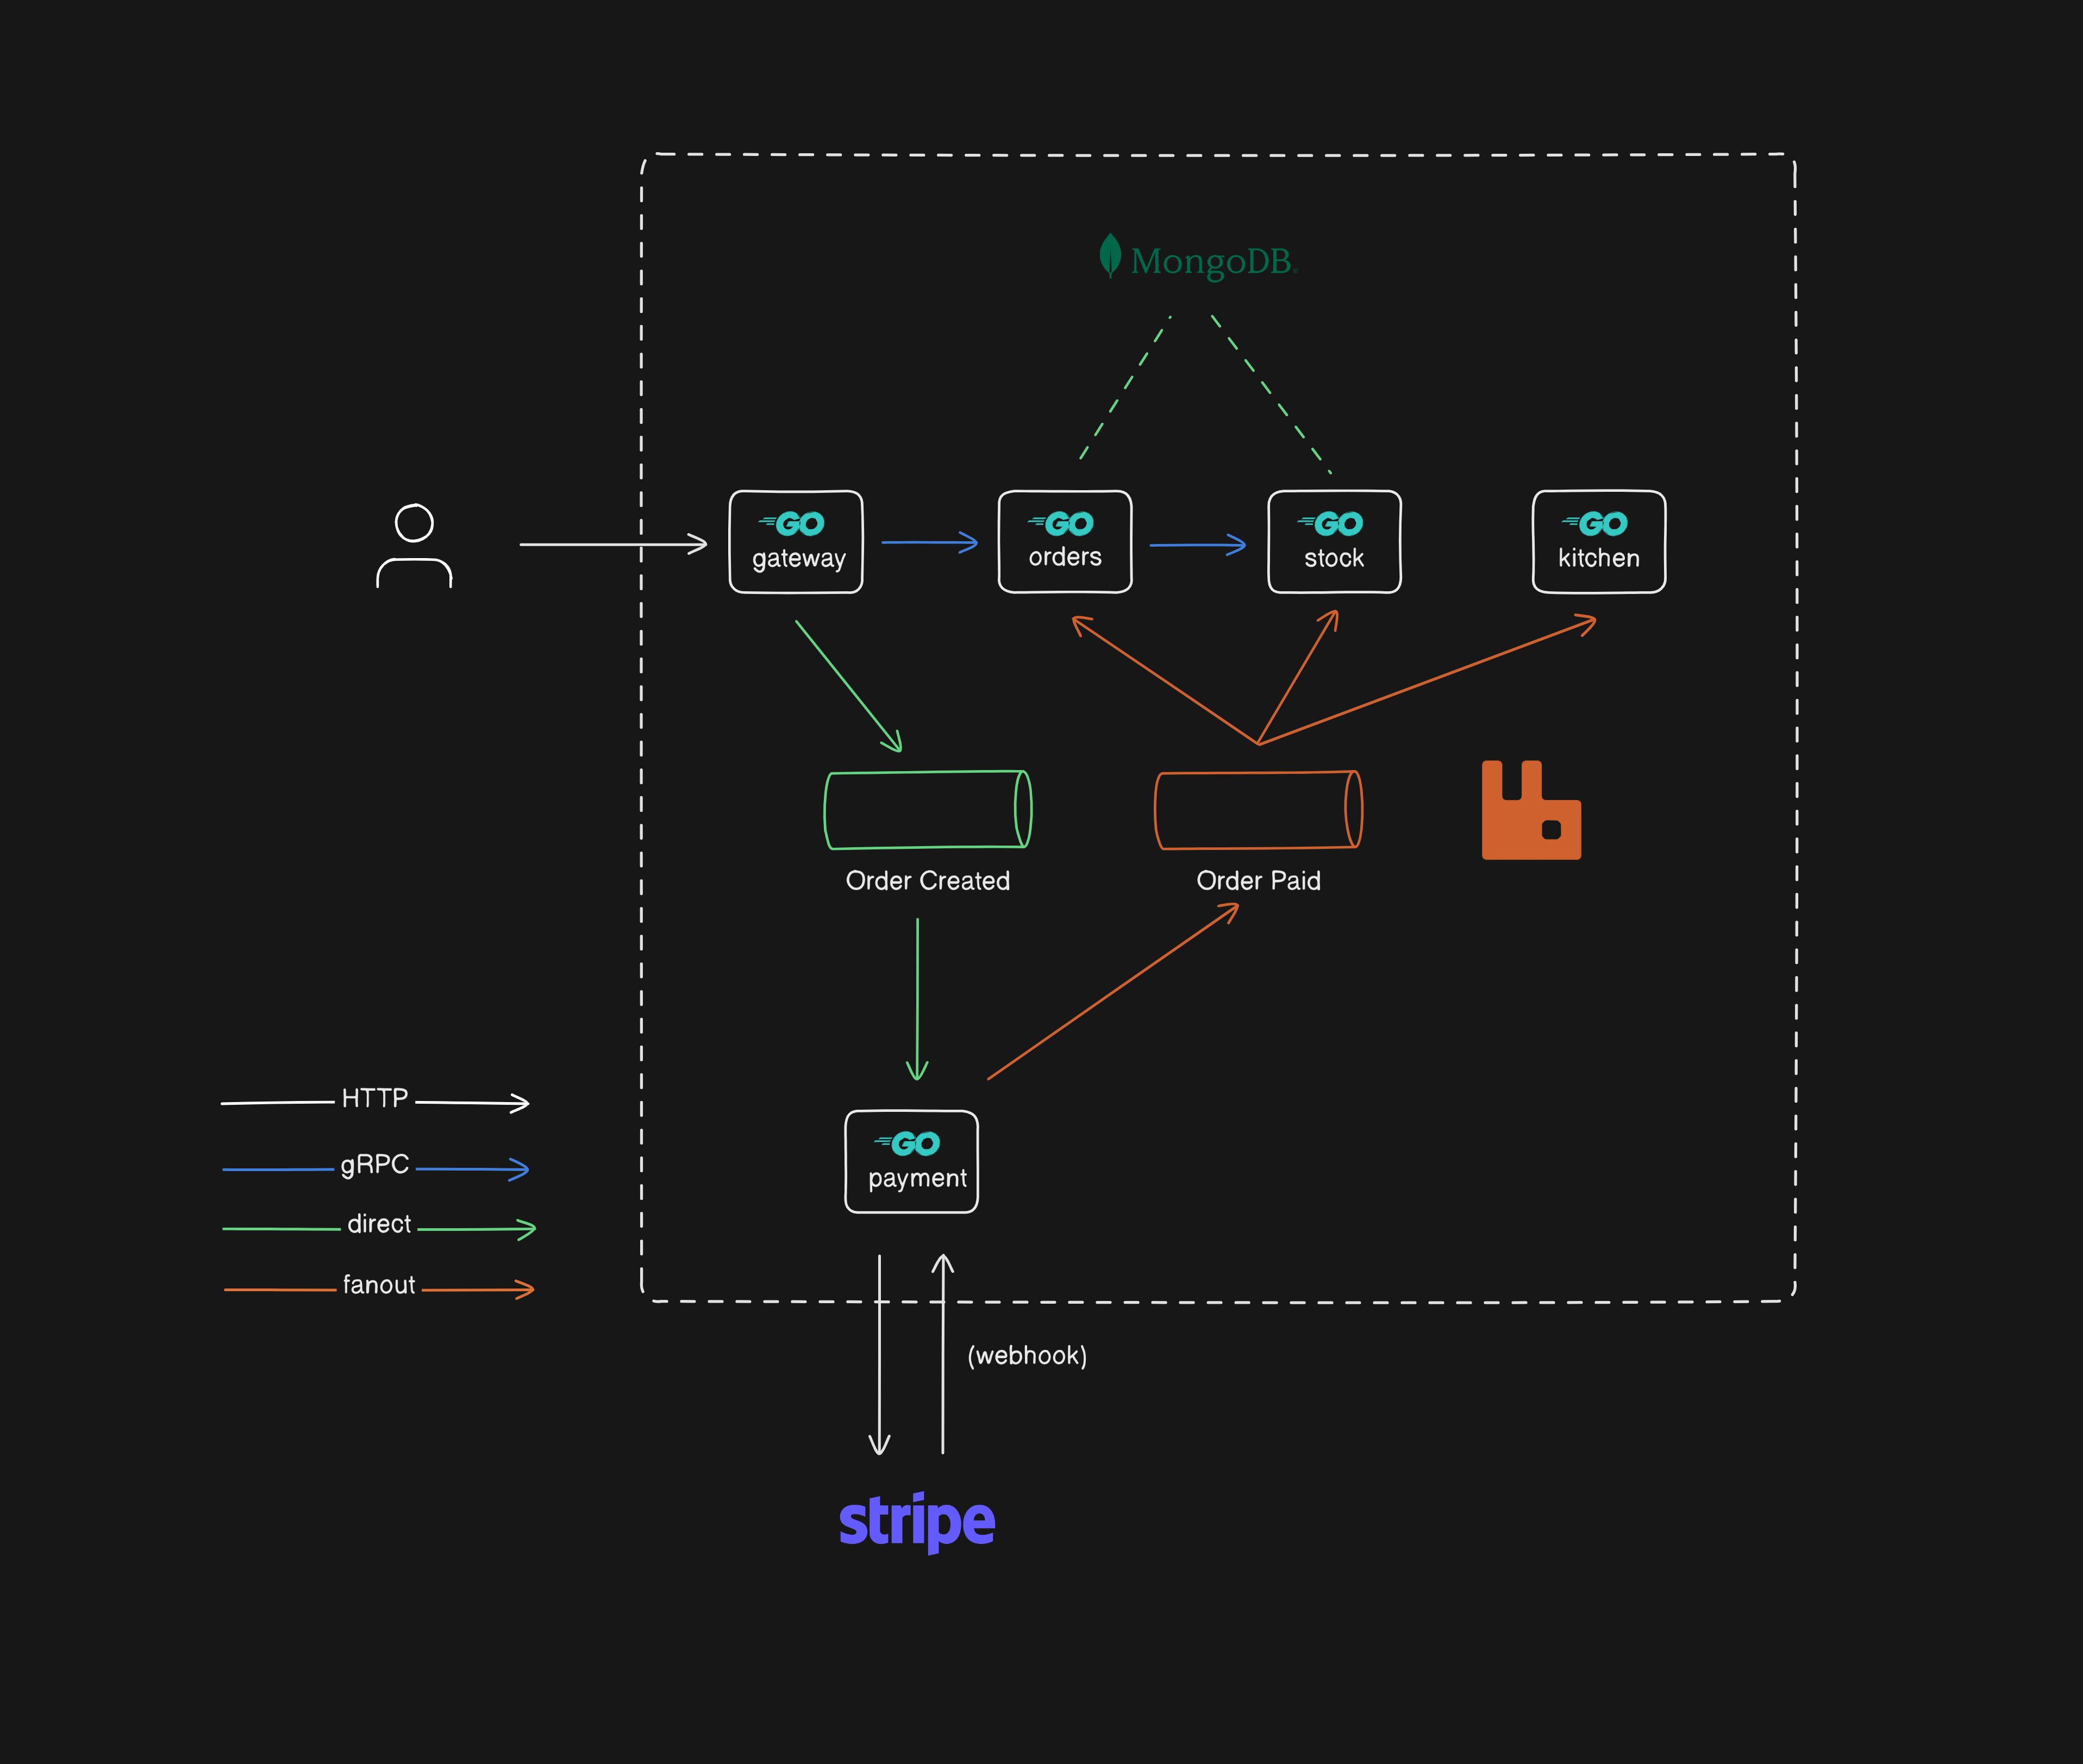 MongoDB®
GO
gateway
GO
orders
GO
stock
GO
kitchen
Order Created
Order Paid
HTTP
gRPC
direct
fanout
GO
payment
(webhook)
stripe